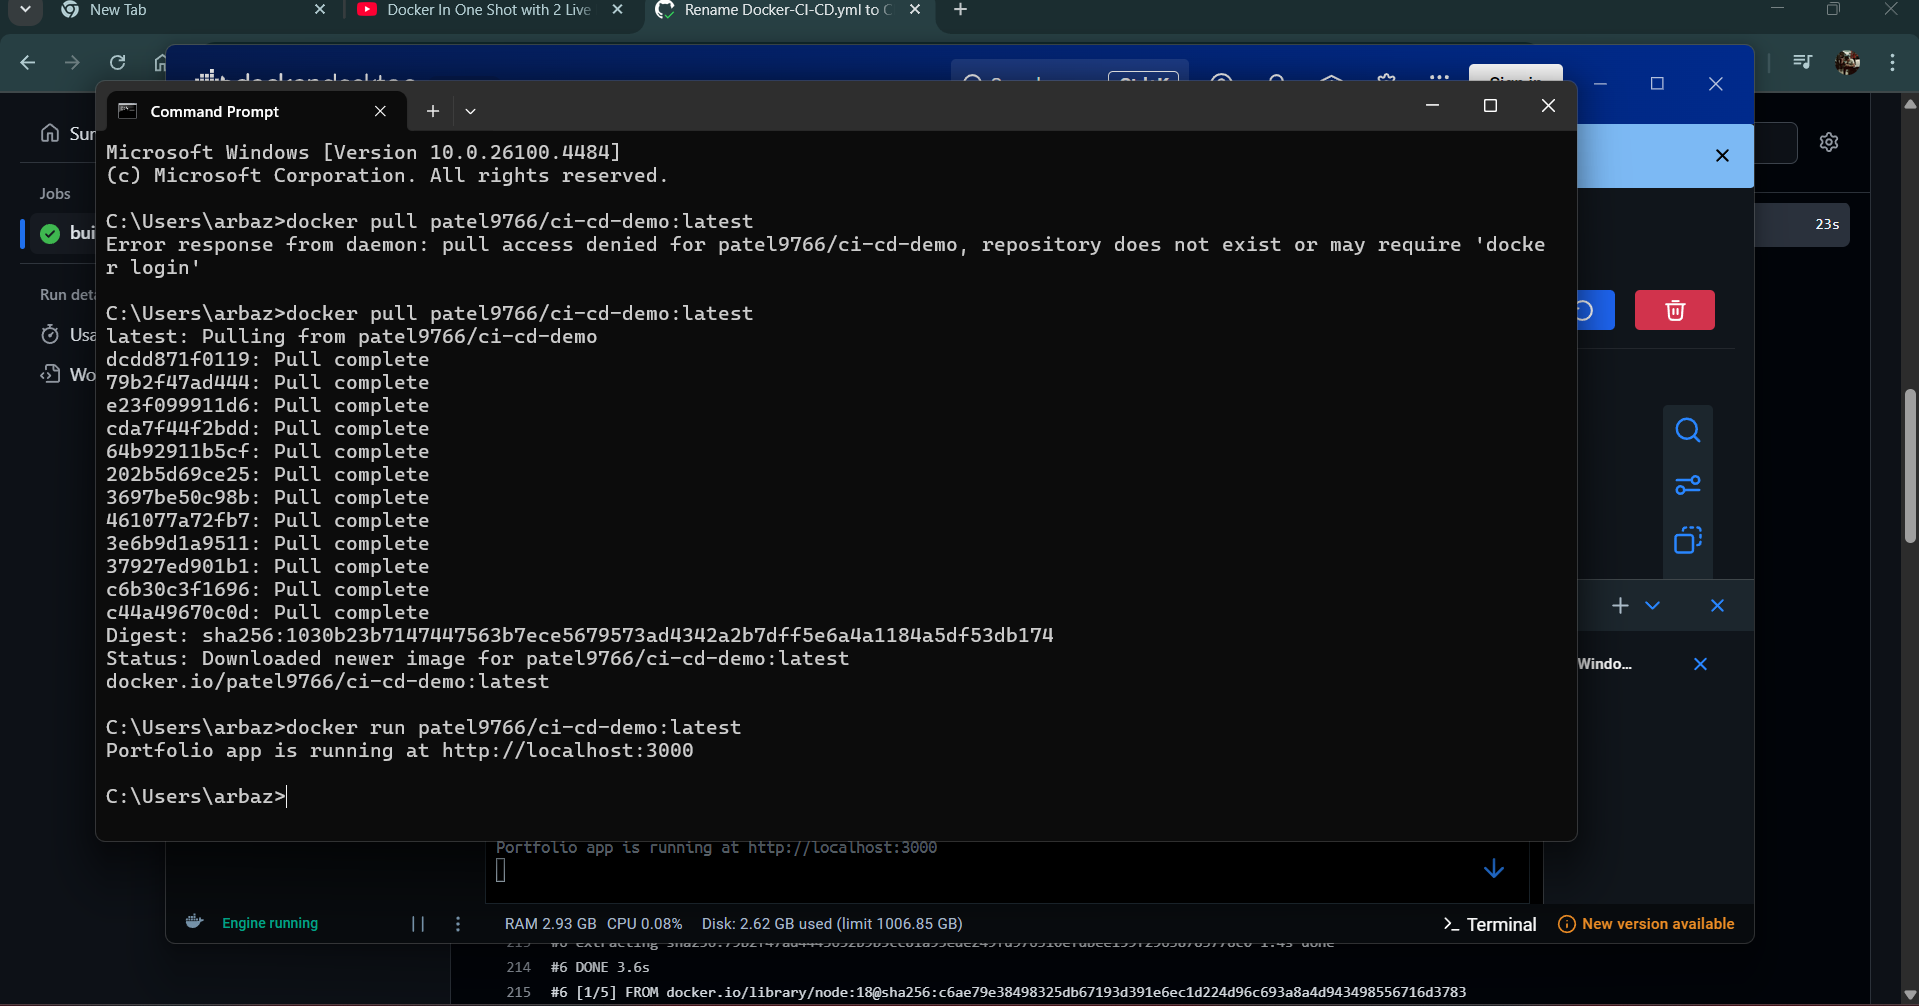 New Tab
Docker In One Shot with 2 Live
Rename Docker-CI-CD.yml to C
Command Prompt
Microsoft Windows [Version 10.0.26100.4484]
(c) Microsoft Corporation. All rights reserved.
C:\Users\arbaz>docker pull patel9766/ci-cd-demo:latest
Error response from daemon: pull access denied for patel9766/ci-cd-demo, repository does not exist or may require 'docke
r login'
C:\Users\arbaz>docker pull patel9766/ci-cd-demo:latest
latest: Pulling from patel9766/ci-cd-demo
dcdd871f0119: Pull complete
79b2f47ad444: Pull complete
e23f099911d6: Pull complete
cda7f44f2bdd: Pull complete
64b92911b5cf: Pull complete
202b5d69ce25: Pull complete
3697be50c98b: Pull complete
461077a72fb7: Pull complete
3e6b9d1a9511: Pull complete
37927ed901b1: Pull complete
c6b30c3f1696: Pull complete
c44a49670c0d: Pull complete
Digest: sha256:1030b23b7147447563b7ece5679573ad4342a2b7dff5e6a4a1184a5df53db174
Status: Downloaded newer image for patel9766/ci-cd-demo:latest
docker.io/patel9766/ci-cd-demo:latest
C:\Users\arbaz>docker run patel9766/ci-cd-demo:latest
Portfolio app is running at http://localhost:3000
C:\Users\arbaz>
Sum
Jobs
bui
Run deta
Usa
Wo
23s
Windo...
Portfolio app is running at http://localhost:3000
Engine running
RAM 2.93 GB CPU 0.08% Disk: 2.62 GB used (limit 1006.85 GB)
Terminal
New version available
214 #6 DONE 3.6s
215 #6 [1/5] FROM docker.io/library/node:18@sha256:c6ae79e38498325db67193d391e6ec1d224d96c693a8a4d943498556716d3783